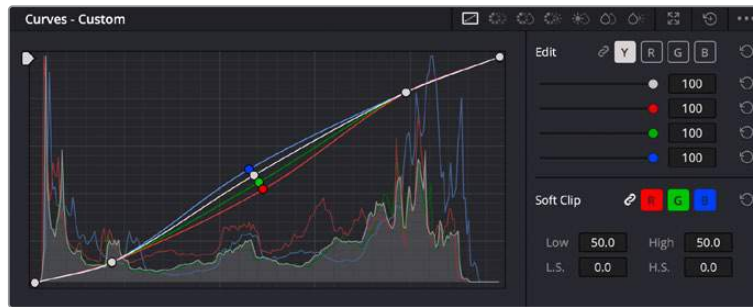 Curves - Custom
Edit Y R G B
100
100
100
100
Soft Clip R G B
Low 50.0 High 50.0
L.S. 0.0 H.S. 0.0